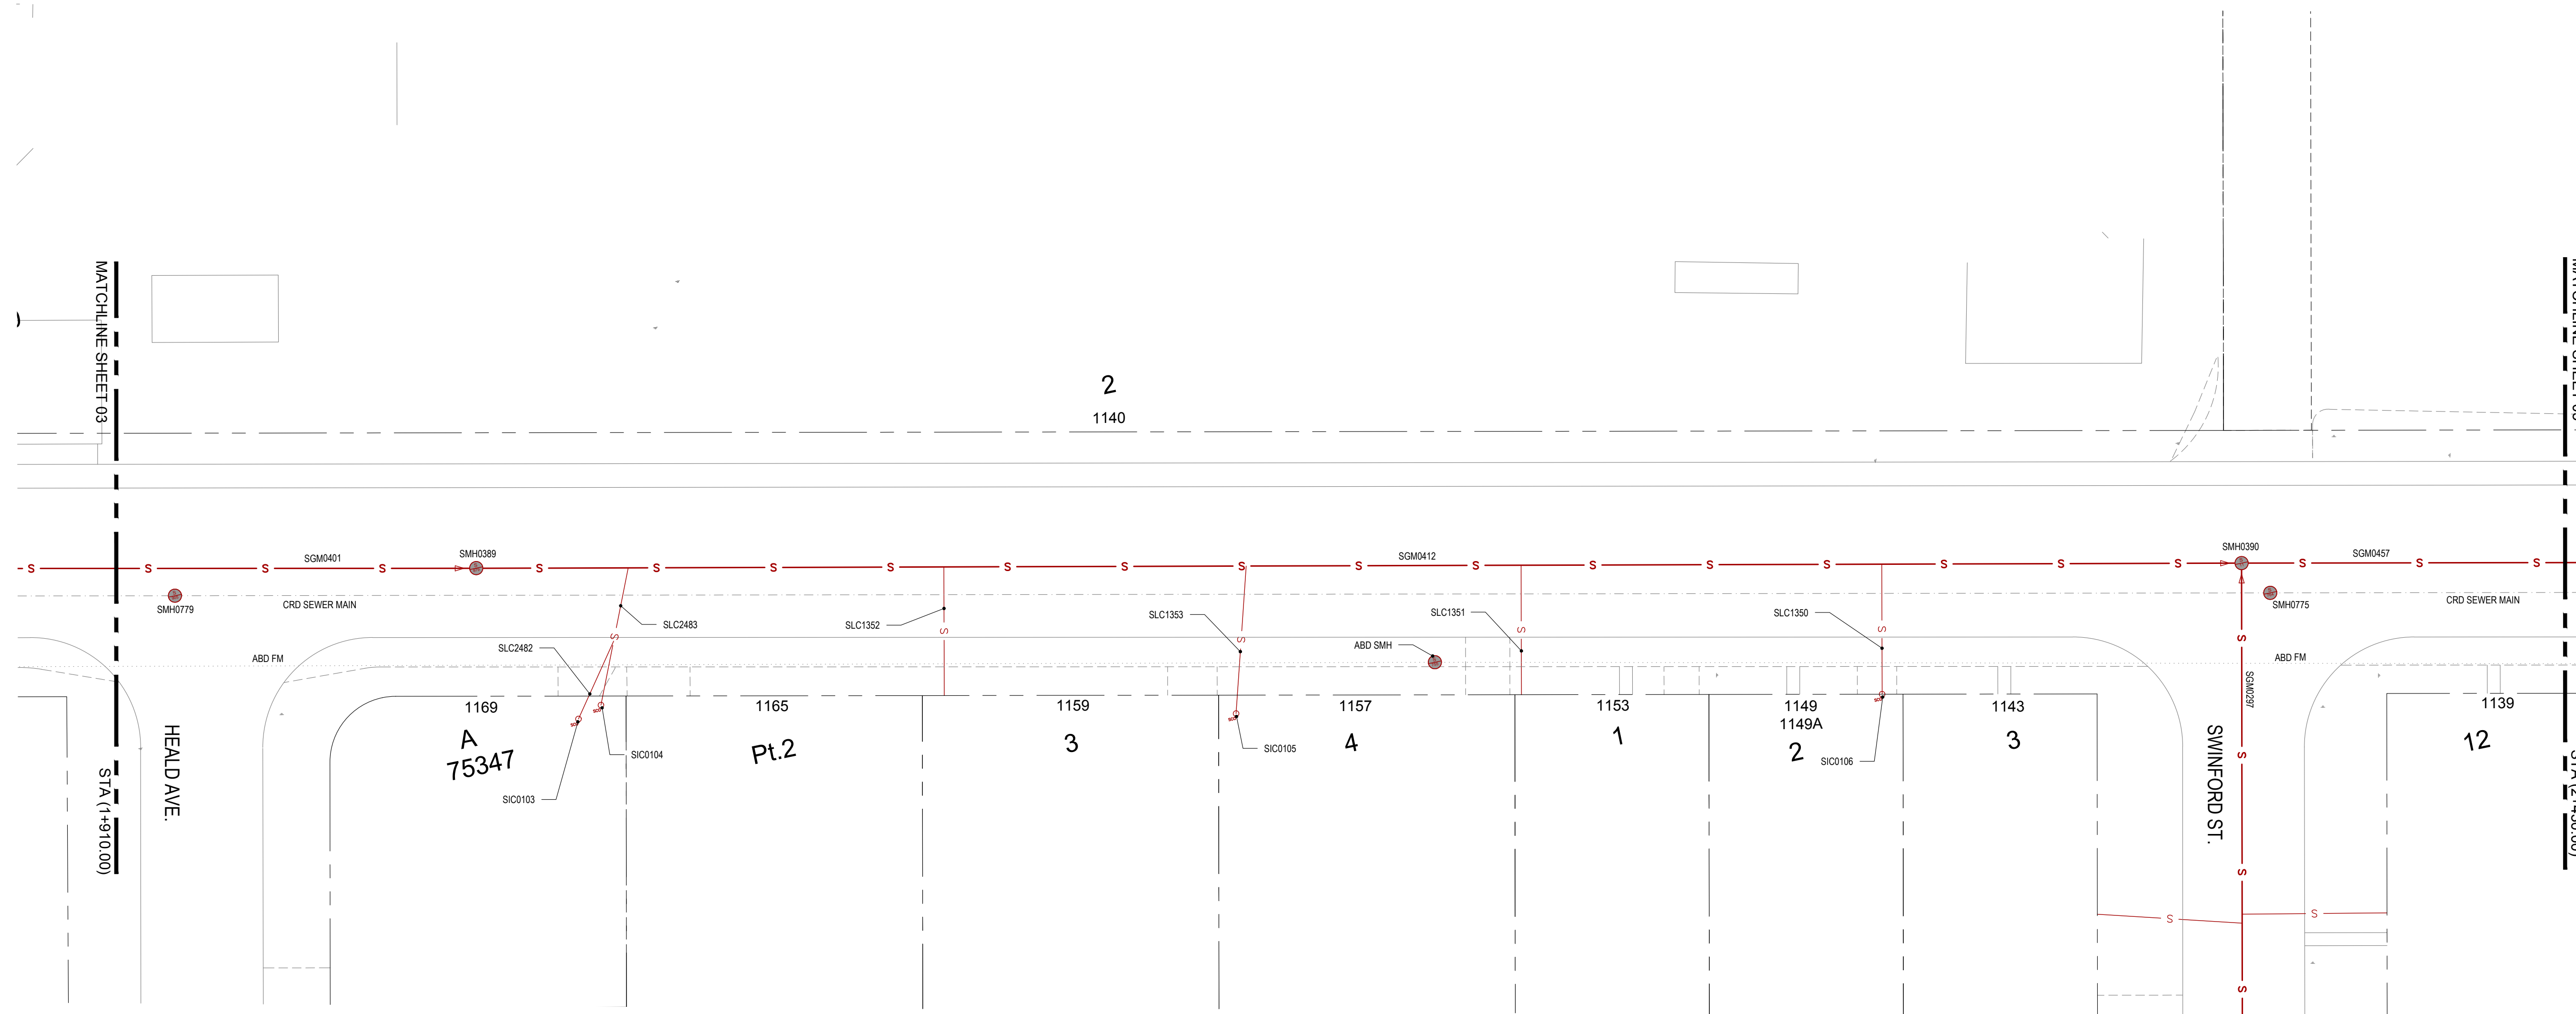 MATCHLINE SHEET 03
STA (1+910.00)
2
1140
SGM0401
SMH0389
SGM0412
SMH0390
SGM0457
SMH0779
CRD SEWER MAIN
SLC2483
SLC1352
SLC1353
SLC1351
SLC1350
SMH0775
CRD SEWER MAIN
SLC2482
ABD FM
ABD SMH
ABD FM
SGM0297
1169
1165
1159
1157
1153
1149
1149A
1143
1139
A
75347
Pt.2
3
4
1
2
3
12
HEALD AVE.
SWINFORD ST.
SIC0104
SIC0103
SIC0105
SIC0106
S S S S S S S S S S S S S S S S S S S S S S
S S S S S
S S S S
S S